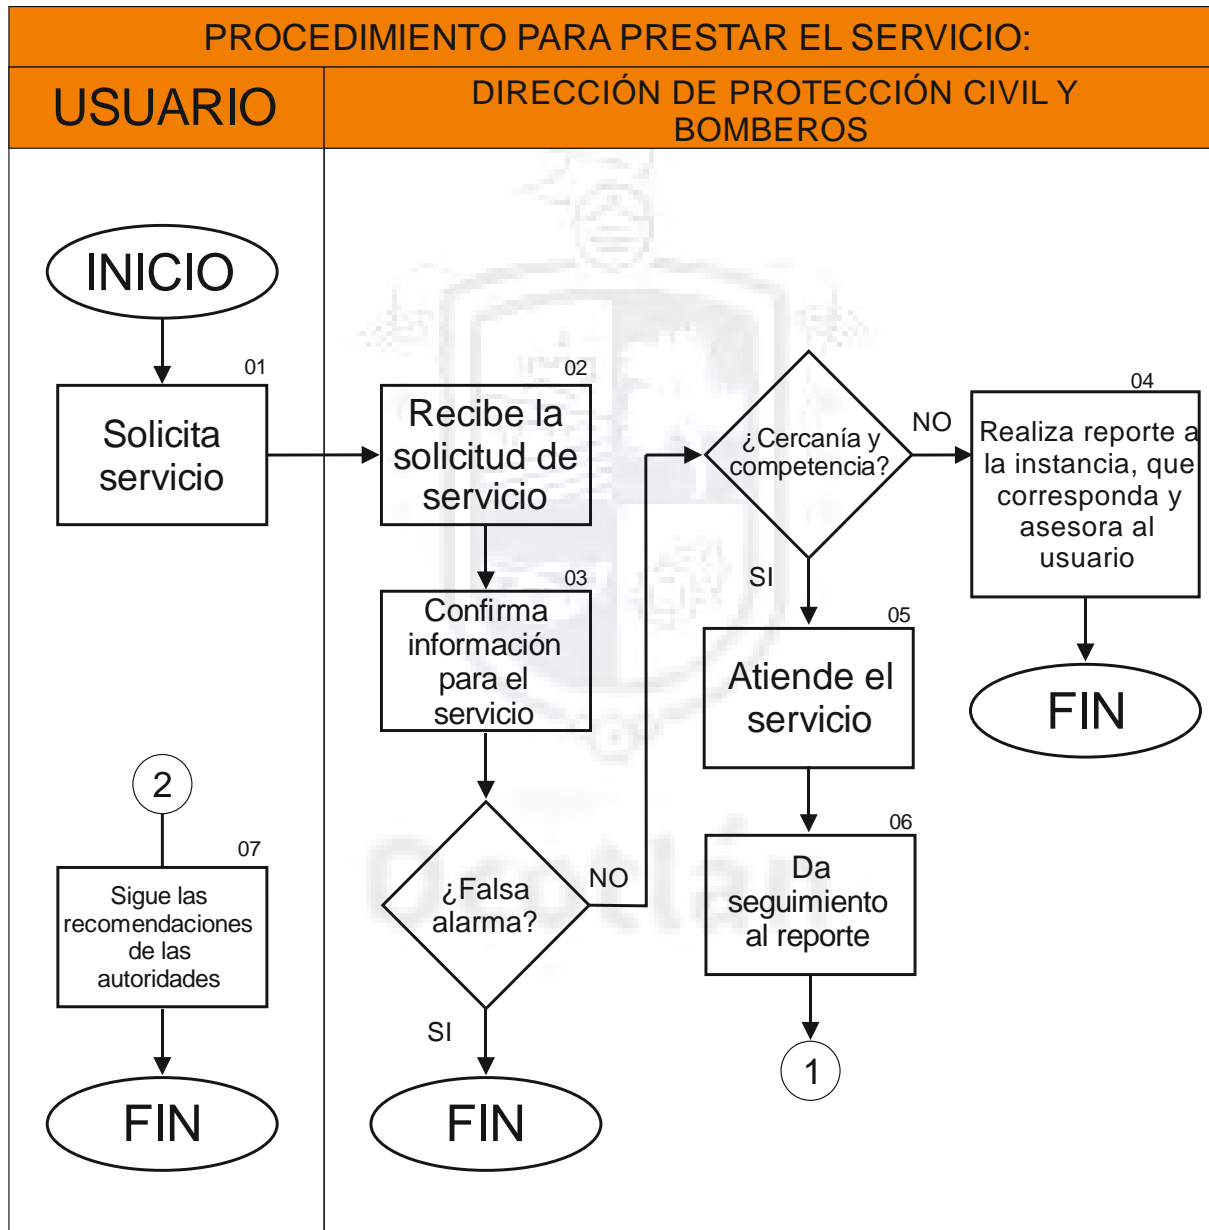 PROCEDIMIENTO PARA PRESTAR EL SERVICIO:
USUARIO
DIRECCIÓN DE PROTECCIÓN CIVIL Y
BOMBEROS
INICIO
01
Solicita
servicio
02
Recibe la
solicitud de
servicio
03
Confirma
información
para el
servicio
¿Falsa
alarma?
NO
SI
FIN
¿Cercanía y
competencia?
NO
SI
04
Realiza reporte a
la instancia, que
corresponda y
asesora al
usuario
FIN
05
Atiende el
servicio
06
Da
seguimiento
al reporte
1
2
07
Sigue las
recomendaciones
de las
autoridades
FIN
Ocotlán